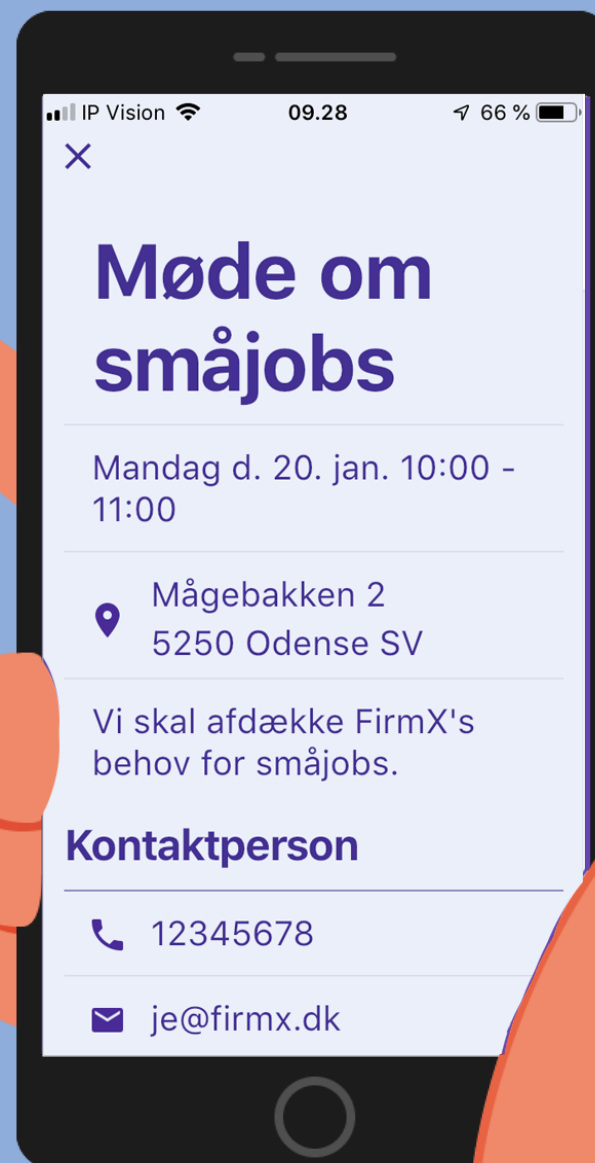 IP Vision 09.28 66 %
Møde om
småjobs
Mandag d. 20. jan. 10:00 -
11:00
Mågebakken 2
5250 Odense SV
Vi skal afdække FirmX's
behov for småjobs.
Kontaktperson
12345678
je@firmx.dk